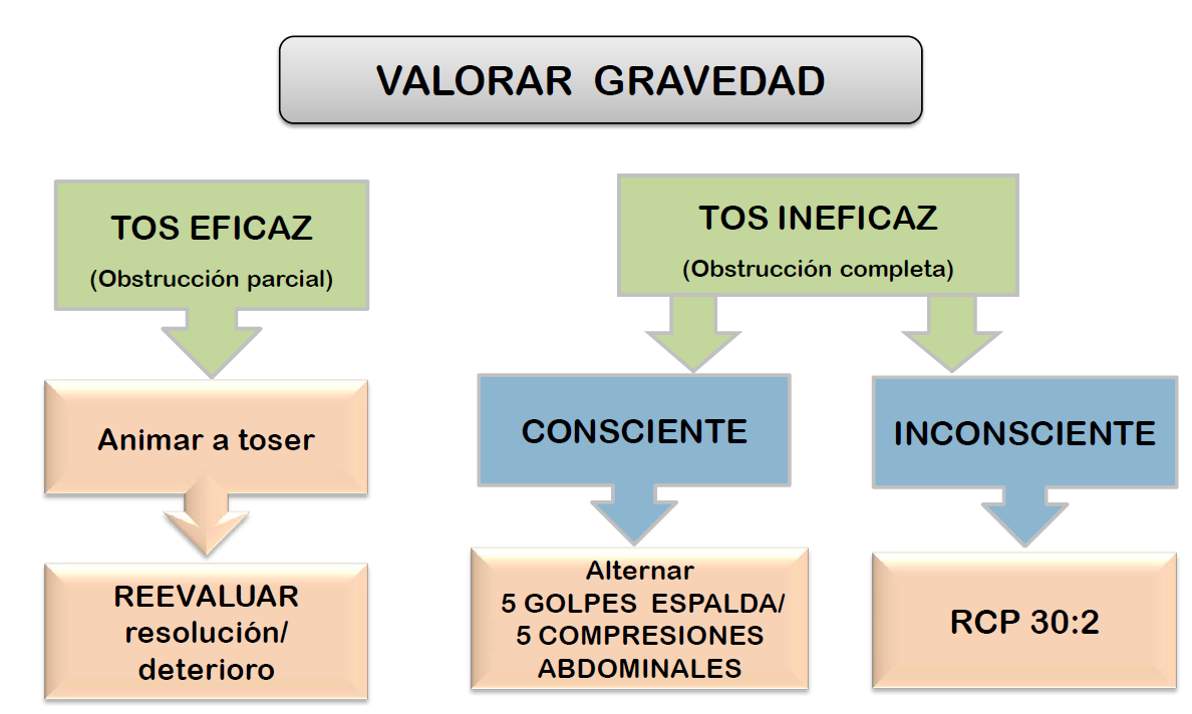 VALORAR GRAVEDAD
TOS EFICAZ
(Obstrucción parcial)
TOS INEFICAZ
(Obstrucción completa)
Animar a toser
CONSCIENTE
INCONSCIENTE
REEVALUAR
resolución/
deterioro
Alternar
5 GOLPES ESPALDA/
5 COMPRESIONES
ABDOMINALES
RCP 30:2